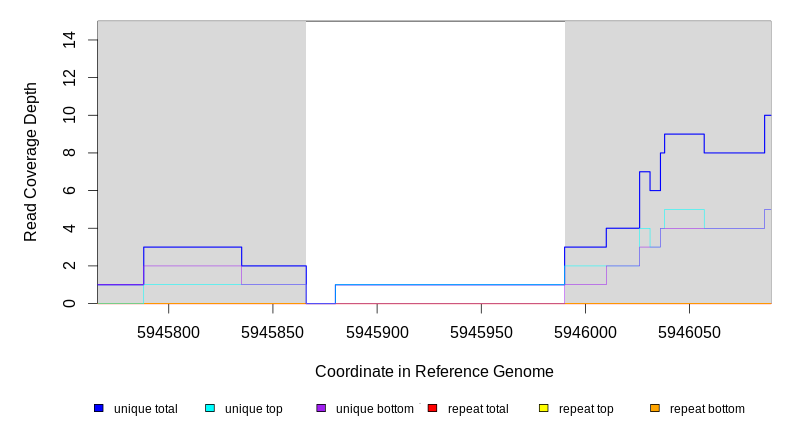 14
12
10
8
6
4
2
0
Read Coverage Depth
5945800 5945850 5945900 5945950 5946000 5946050
Coordinate in Reference Genome
unique total unique top unique bottom repeat total repeat top repeat bottom